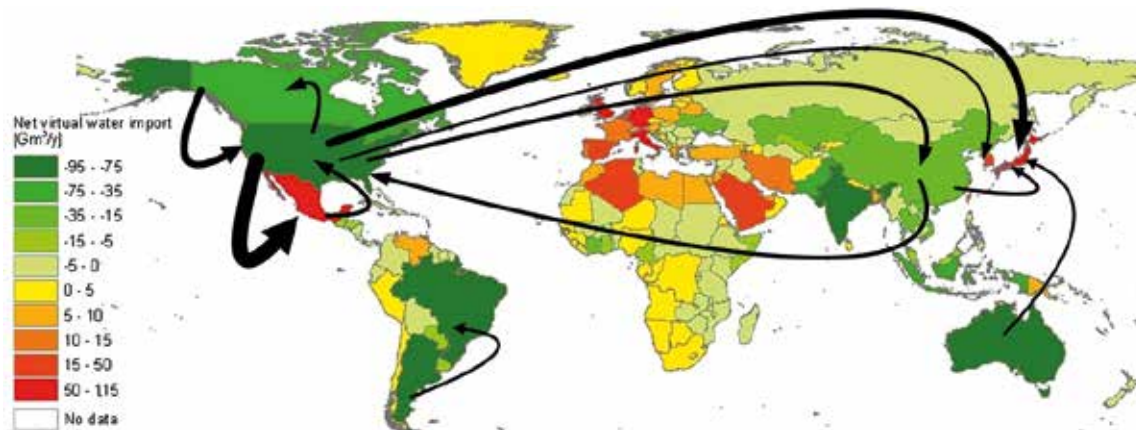 Net virtual water import
[Gm³/y]
-95 - -75
-75 - -35
-35 - -15
-15 - -5
-5 - 0
0 - 5
5 - 10
10 - 15
15 - 50
50 - 115
No data